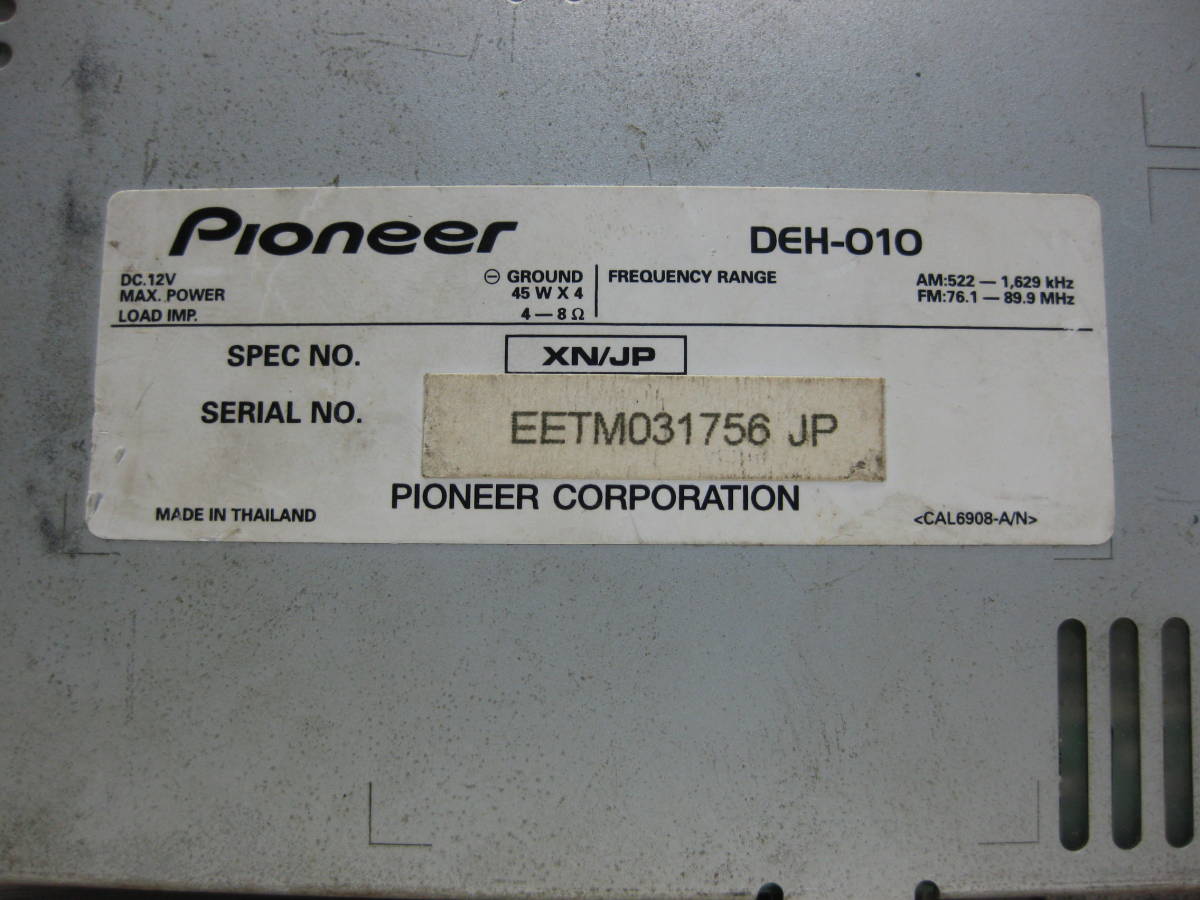 Pioneer DEH-010
DC.12V ⊖ GROUND FREQUENCY RANGE AM:522 — 1,629 kHz
MAX. POWER 45 W X 4 FM:76.1 — 89.9 MHz
LOAD IMP. 4 — 8 Ω
SPEC NO. XN/JP
SERIAL NO. EETM031756 JP
PIONEER CORPORATION
MADE IN THAILAND <CAL6908-A/N>